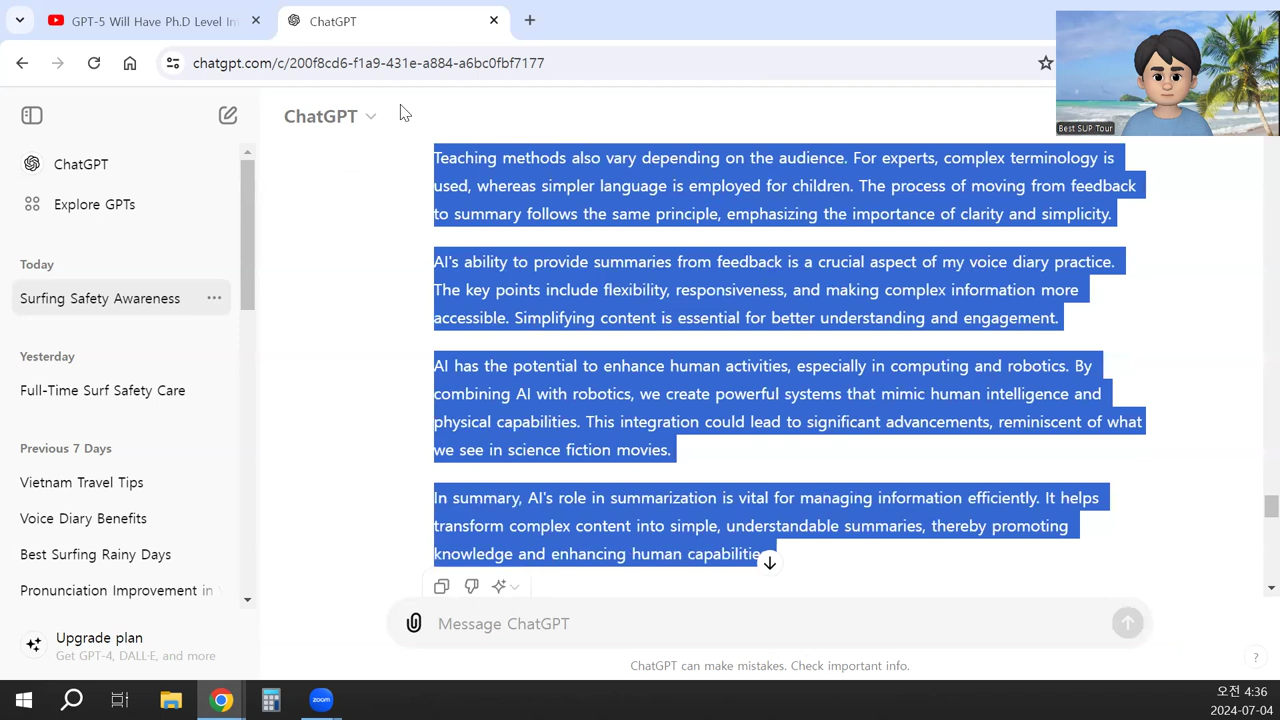 GPT-5 Will Have Ph.D Level In
ChatGPT
chatgpt.com/c/200f8cd6-f1a9-431e-a884-a6bc0fbf7177
Best SUP Tour
ChatGPT
ChatGPT
Explore GPTs
Today
Surfing Safety Awareness
Yesterday
Full-Time Surf Safety Care
Previous 7 Days
Vietnam Travel Tips
Voice Diary Benefits
Best Surfing Rainy Days
Pronunciation Improvement in
Upgrade plan
Get GPT-4, DALL·E, and more
Teaching methods also vary depending on the audience. For experts, complex terminology is
used, whereas simpler language is employed for children. The process of moving from feedback
to summary follows the same principle, emphasizing the importance of clarity and simplicity.
AI's ability to provide summaries from feedback is a crucial aspect of my voice diary practice.
The key points include flexibility, responsiveness, and making complex information more
accessible. Simplifying content is essential for better understanding and engagement.
AI has the potential to enhance human activities, especially in computing and robotics. By
combining AI with robotics, we create powerful systems that mimic human intelligence and
physical capabilities. This integration could lead to significant advancements, reminiscent of what
we see in science fiction movies.
In summary, AI's role in summarization is vital for managing information efficiently. It helps
transform complex content into simple, understandable summaries, thereby promoting
knowledge and enhancing human capabilitie
Message ChatGPT
ChatGPT can make mistakes. Check important info.
?
zoom
오전 4:36
2024-07-04